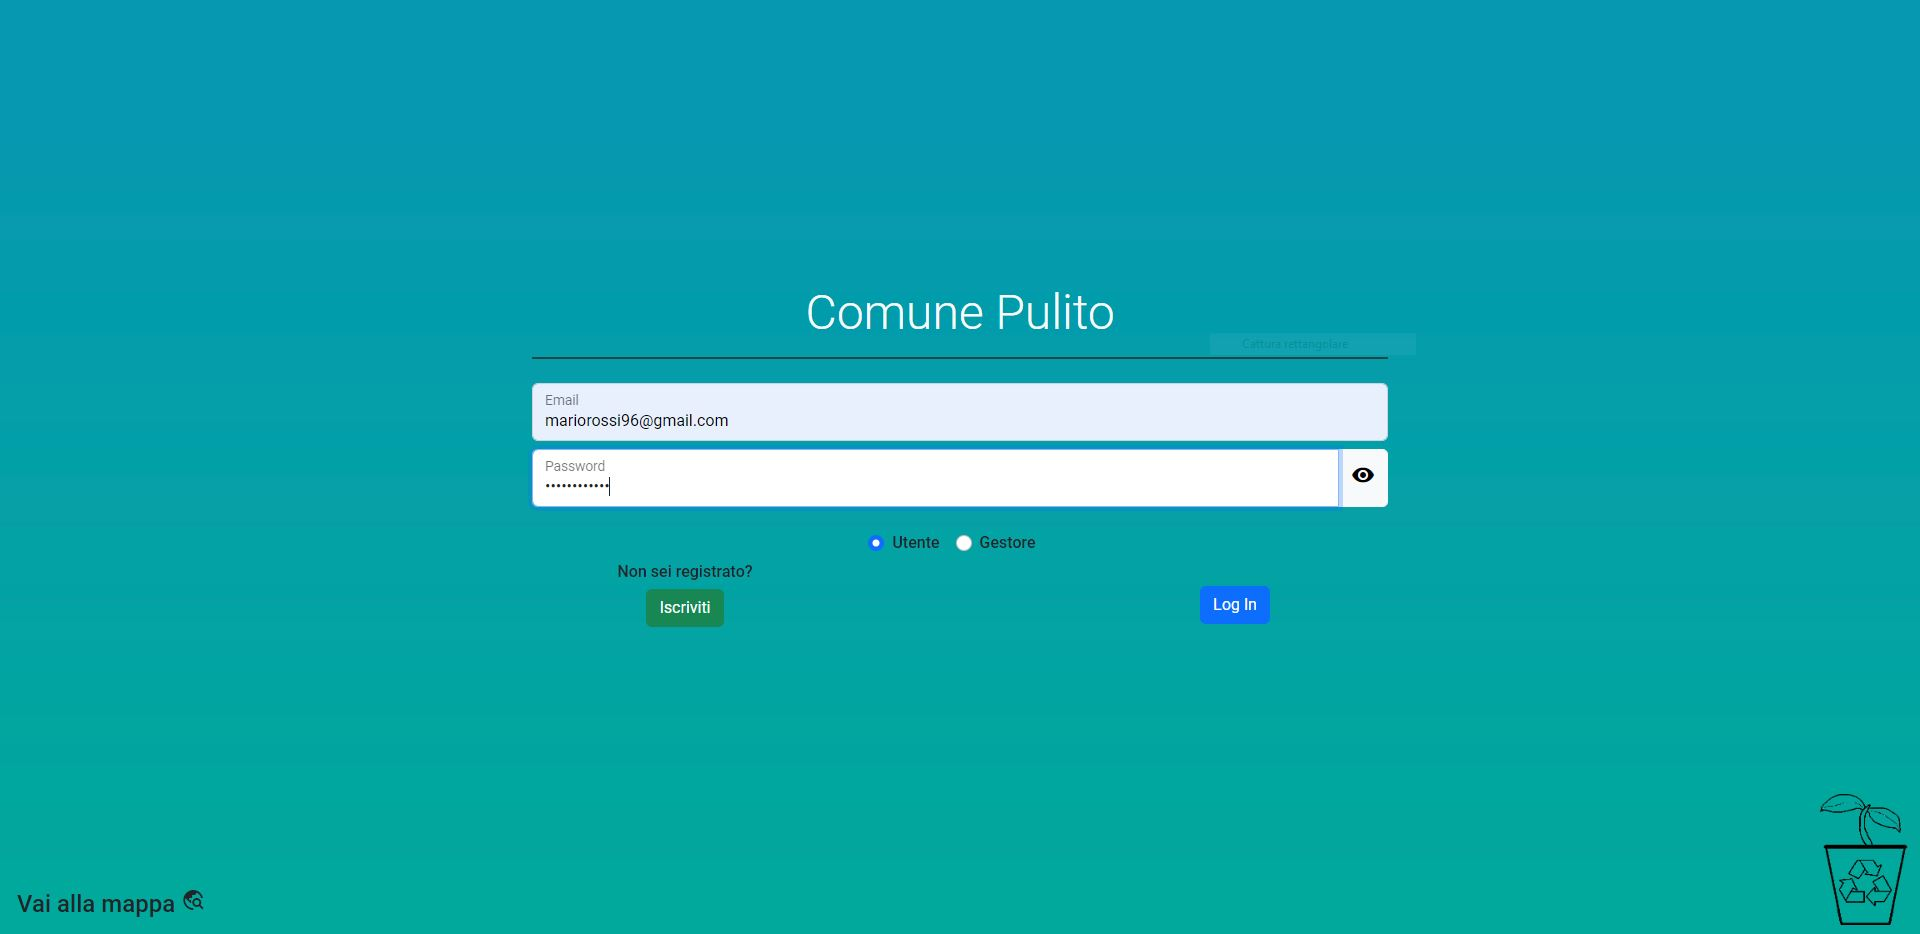 Comune Pulito
Cattura rettangolare
Email
mariorossi96@gmail.com
Password
••••••••••••
Utente Gestore
Non sei registrato?
Iscriviti
Log In
Vai alla mappa